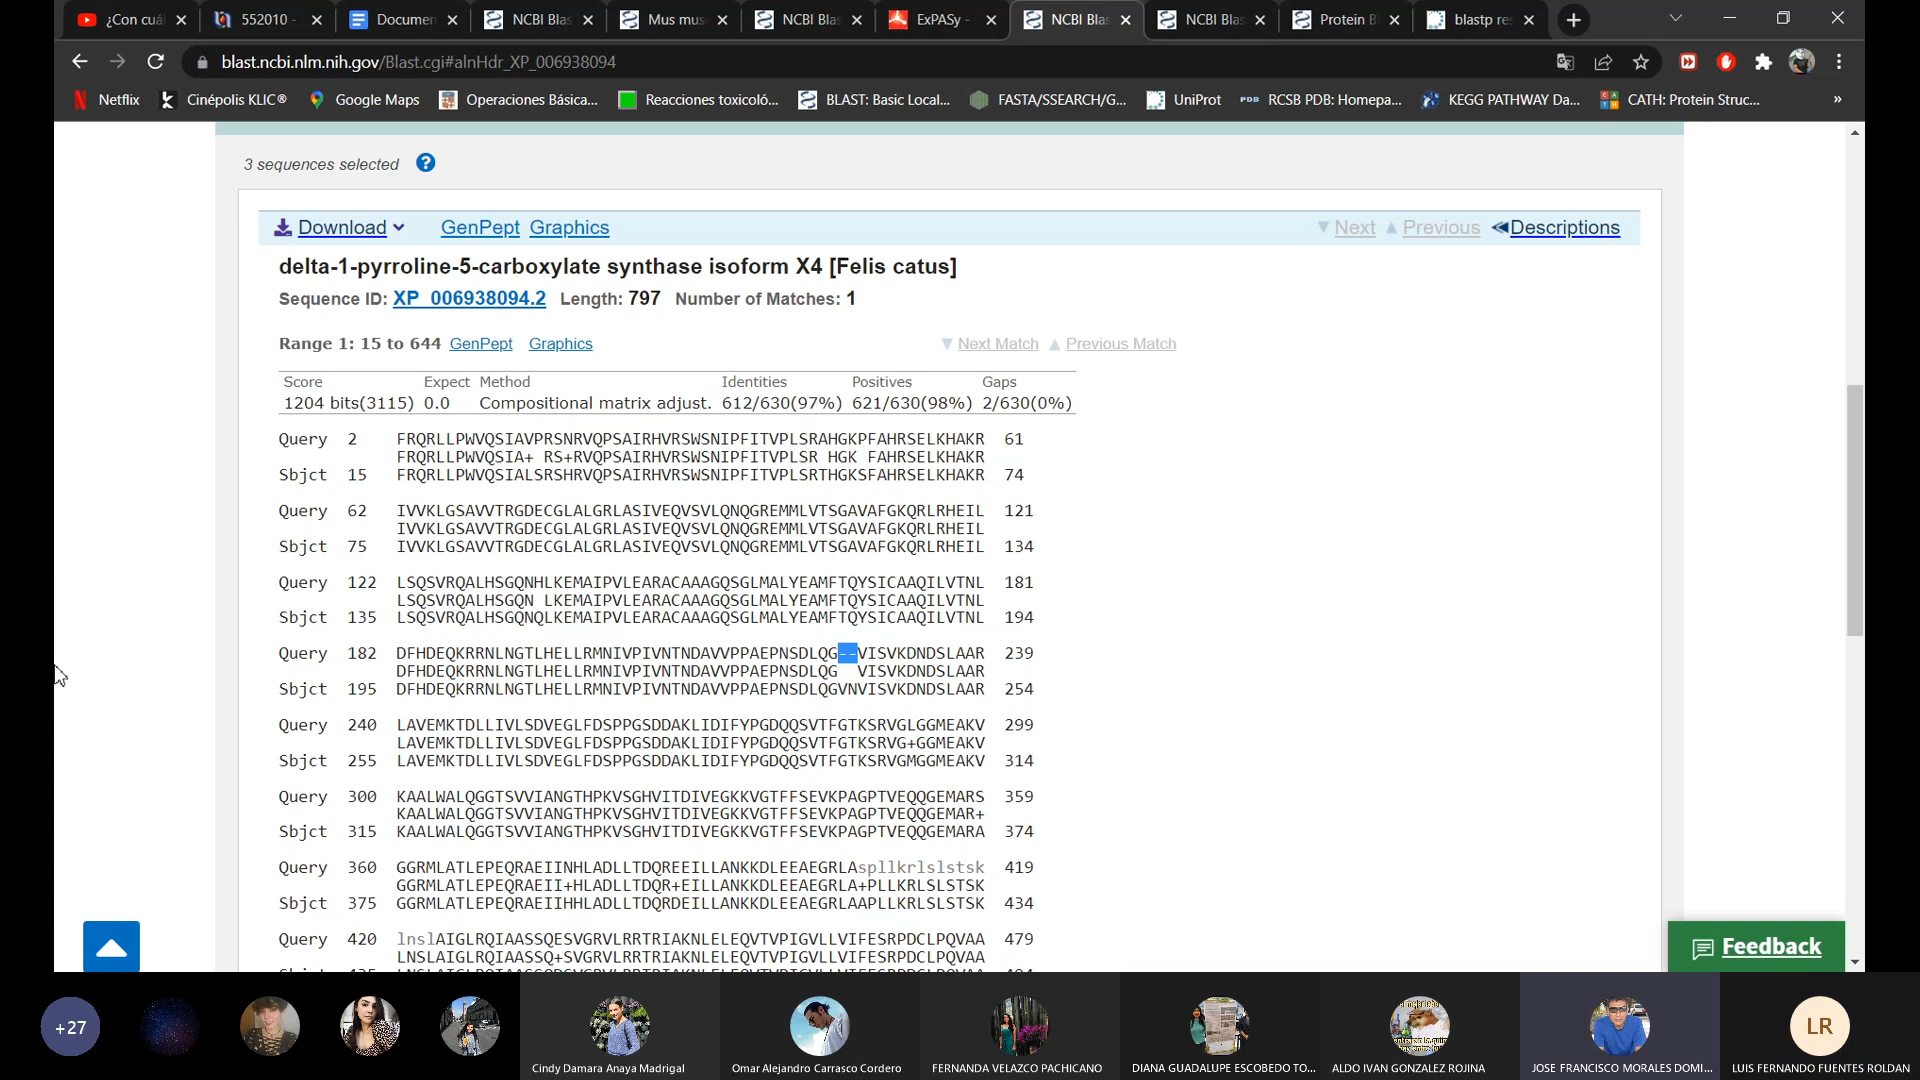 ¿Con cuá
552010 -
Documen
NCBI Blas
Mus mus
NCBI Blas
ExPASy -
NCBI Blas
NCBI Blas
Protein B
blastp res
blast.ncbi.nlm.nih.gov/Blast.cgi#alnHdr_XP_006938094
Netflix
Cinépolis KLIC®
Google Maps
Operaciones Básica...
Reacciones toxicoló...
BLAST: Basic Local...
FASTA/SSEARCH/G...
UniProt
PDB RCSB PDB: Homepa...
KEGG PATHWAY Da...
CATH: Protein Struc...
»
3 sequences selected ?
Download GenPept Graphics ▼ Next ▲ Previous Descriptions
delta-1-pyrroline-5-carboxylate synthase isoform X4 [Felis catus]
Sequence ID: XP_006938094.2 Length: 797 Number of Matches: 1
Range 1: 15 to 644 GenPept Graphics ▼ Next Match ▲ Previous Match
Score Expect Method Identities Positives Gaps
1204 bits(3115) 0.0 Compositional matrix adjust. 612/630(97%) 621/630(98%) 2/630(0%)
Query 2 FRQRLLPWVQSIAVPRSNRVQPSAIRHVRSWSNIPFITVPLSRAHGKPFAHRSELKHAKR 61
FRQRLLPWVQSIA+ RS+RVQPSAIRHVRSWSNIPFITVPLSR HGK FAHRSELKHAKR
Sbjct 15 FRQRLLPWVQSIALSRSHRVQPSAIRHVRSWSNIPFITVPLSRTHGKSFAHRSELKHAKR 74
Query 62 IVVKLGSAVVTRGDECGLALGRLASIVEQVSVLQNQGREMMLVTSGAVAFGKQRLRHEIL 121
IVVKLGSAVVTRGDECGLALGRLASIVEQVSVLQNQGREMMLVTSGAVAFGKQRLRHEIL
Sbjct 75 IVVKLGSAVVTRGDECGLALGRLASIVEQVSVLQNQGREMMLVTSGAVAFGKQRLRHEIL 134
Query 122 LSQSVRQALHSGQNHLKEMAIPVLEARACAAAGQSGLMALYEAMFTQYSICAAQILVTNL 181
LSQSVRQALHSGQN LKEMAIPVLEARACAAAGQSGLMALYEAMFTQYSICAAQILVTNL
Sbjct 135 LSQSVRQALHSGQNQLKEMAIPVLEARACAAAGQSGLMALYEAMFTQYSICAAQILVTNL 194
Query 182 DFHDEQKRRNLNGTLHELLRMNIVPIVNTNDAVVPPAEPNSDLQG--VISVKDNDSLAAR 239
DFHDEQKRRNLNGTLHELLRMNIVPIVNTNDAVVPPAEPNSDLQG VISVKDNDSLAAR
Sbjct 195 DFHDEQKRRNLNGTLHELLRMNIVPIVNTNDAVVPPAEPNSDLQGVNVISVKDNDSLAAR 254
Query 240 LAVEMKTDLLIVLSDVEGLFDSPPGSDDAKLIDIFYPGDQQSVTFGTKSRVGLGGMEAKV 299
LAVEMKTDLLIVLSDVEGLFDSPPGSDDAKLIDIFYPGDQQSVTFGTKSRVG+GGMEAKV
Sbjct 255 LAVEMKTDLLIVLSDVEGLFDSPPGSDDAKLIDIFYPGDQQSVTFGTKSRVGMGGMEAKV 314
Query 300 KAALWALQGGTSVVIANGTHPKVSGHVITDIVEGKKVGTFFSEVKPAGPTVEQQGEMARS 359
KAALWALQGGTSVVIANGTHPKVSGHVITDIVEGKKVGTFFSEVKPAGPTVEQQGEMAR+
Sbjct 315 KAALWALQGGTSVVIANGTHPKVSGHVITDIVEGKKVGTFFSEVKPAGPTVEQQGEMARA 374
Query 360 GGRMLATLEPEQRAEIINHLADLLTDQREEILLANKKDLEEAEGRLAspllkrlslstsk 419
GGRMLATLEPEQRAEII+HLADLLTDQR+EILLANKKDLEEAEGRLA+PLLKRLSLSTSK
Sbjct 375 GGRMLATLEPEQRAEIIHHLADLLTDQRDEILLANKKDLEEAEGRLAAPLLKRLSLSTSK 434
Query 420 lnslAIGLRQIAASSQESVGRVLRRTRIAKNLELEQVTVPIGVLLVIFESRPDCLPQVAA 479
LNSLAIGLRQIAASSQ+SVGRVLRRTRIAKNLELEQVTVPIGVLLVIFESRPDCLPQVAA
Feedback
+27
Cindy Damara Anaya Madrigal
Omar Alejandro Carrasco Cordero
FERNANDA VELAZCO PACHICANO
DIANA GUADALUPE ESCOBEDO TO...
ALDO IVAN GONZALEZ ROJINA
JOSE FRANCISCO MORALES DOMI...
LR
LUIS FERNANDO FUENTES ROLDAN